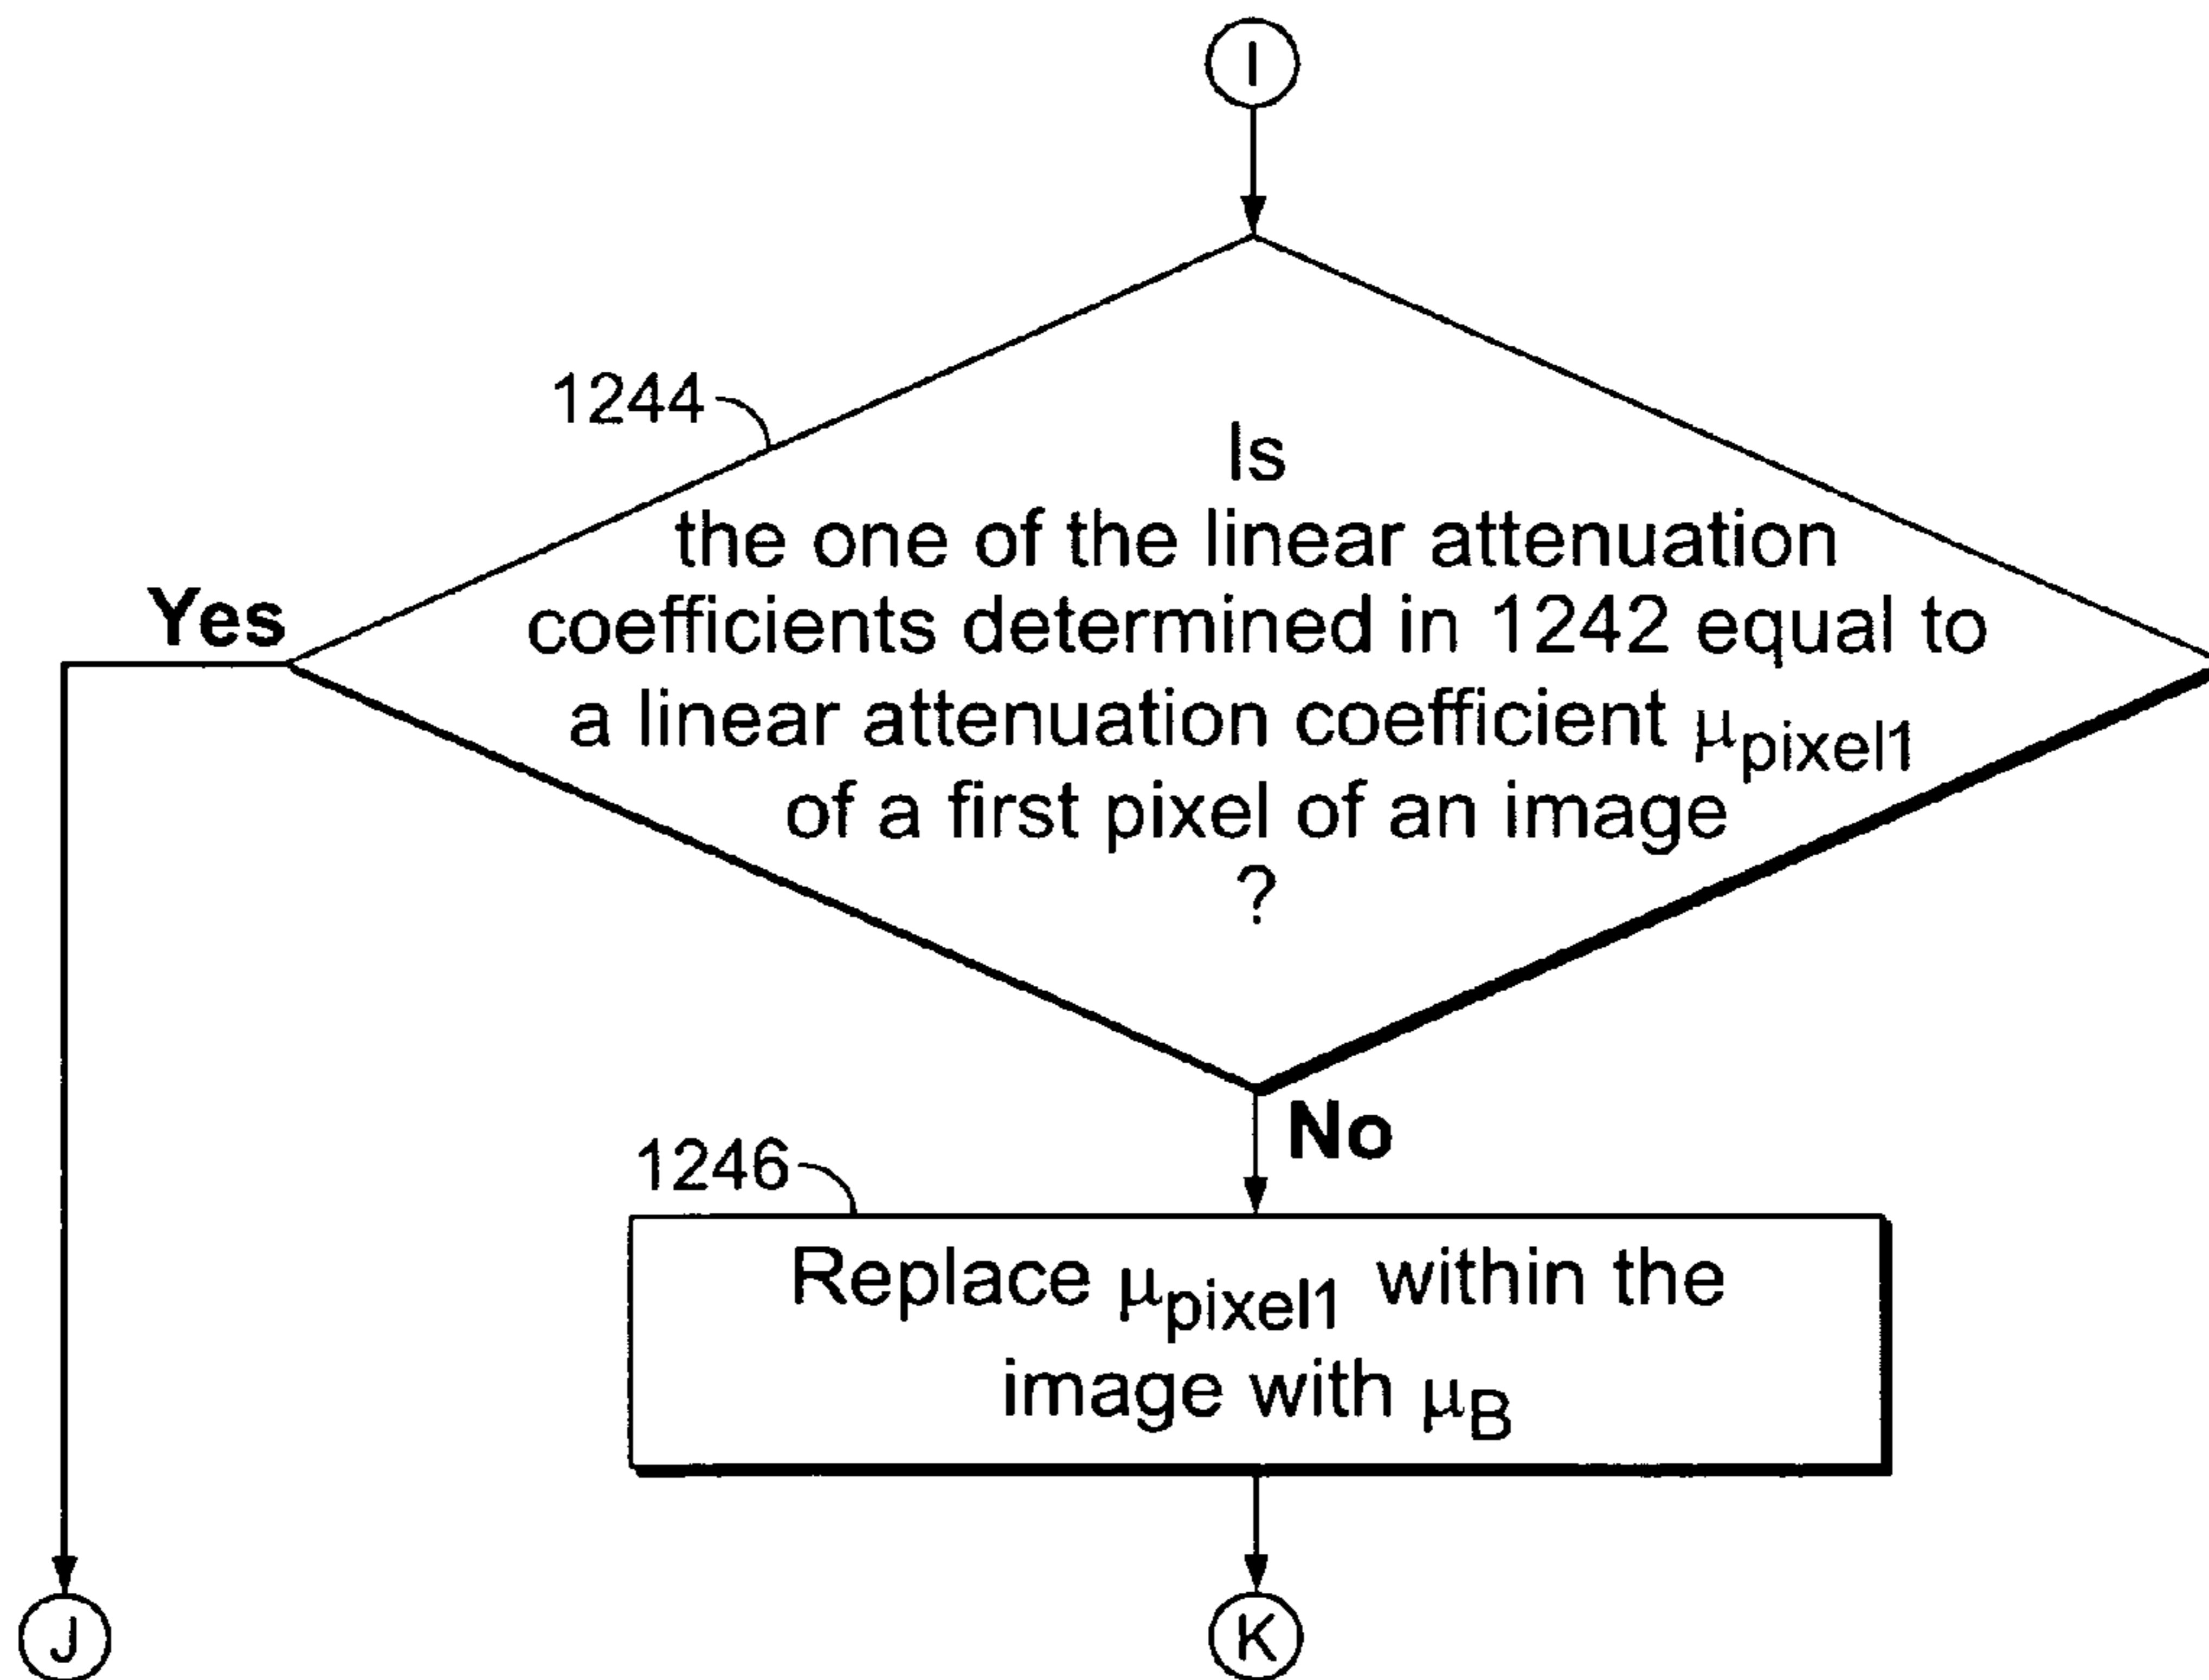 I
1244
Is
the one of the linear attenuation
coefficients determined in 1242 equal to
a linear attenuation coefficient μpixel1
of a first pixel of an image
?
Yes
No
1246
Replace μpixel1 within the
image with μB
J
K